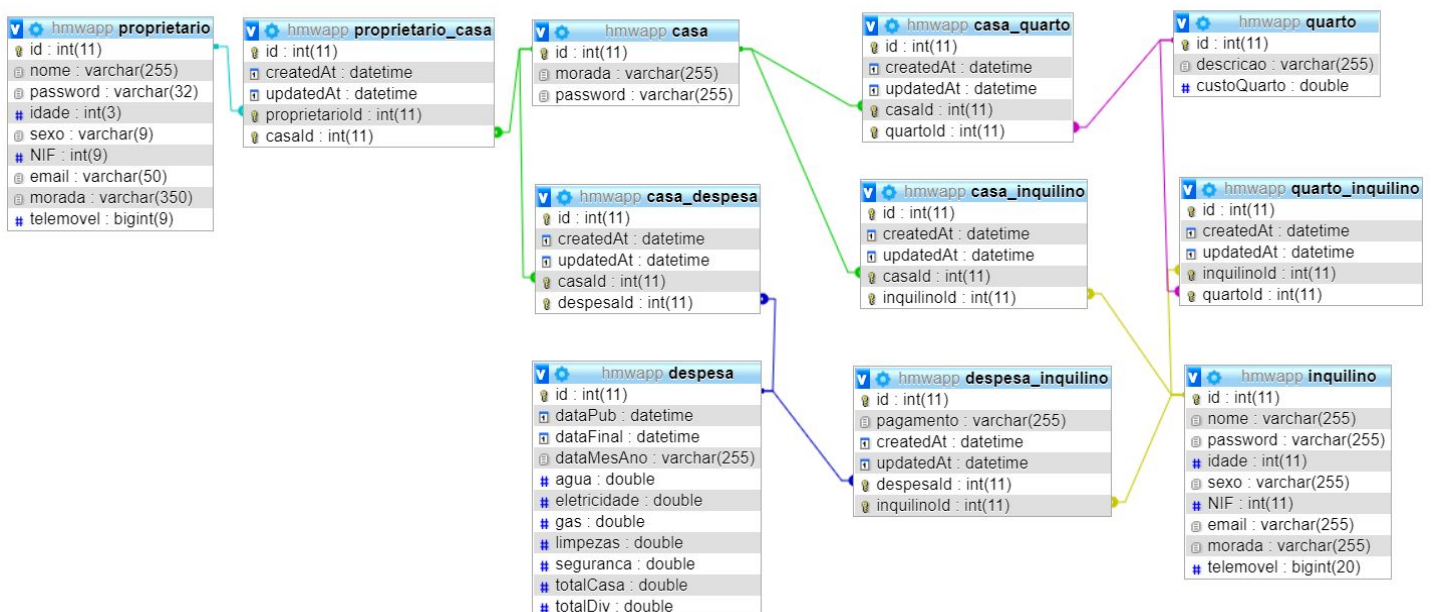 hmwapp proprietario
id : int(11)
nome : varchar(255)
password : varchar(32)
idade : int(3)
sexo : varchar(9)
NIF : int(9)
email : varchar(50)
morada : varchar(350)
telemovel : bigint(9)
hmwapp proprietario_casa
id : int(11)
createdAt : datetime
updatedAt : datetime
proprietarioId : int(11)
casaId : int(11)
hmwapp casa
id : int(11)
morada : varchar(255)
password : varchar(255)
hmwapp casa_quarto
id : int(11)
createdAt : datetime
updatedAt : datetime
casaId : int(11)
quartoId : int(11)
hmwapp quarto
id : int(11)
descricao : varchar(255)
custoQuarto : double
hmwapp casa_despesa
id : int(11)
createdAt : datetime
updatedAt : datetime
casaId : int(11)
despesaId : int(11)
hmwapp casa_inquilino
id : int(11)
createdAt : datetime
updatedAt : datetime
casaId : int(11)
inquilinoId : int(11)
hmwapp quarto_inquilino
id : int(11)
createdAt : datetime
updatedAt : datetime
inquilinoId : int(11)
quartoId : int(11)
hmwapp despesa
id : int(11)
dataPub : datetime
dataFinal : datetime
dataMesAno : varchar(255)
agua : double
eletricidade : double
gas : double
limpezas : double
seguranca : double
totalCasa : double
totalDiv : double
hmwapp despesa_inquilino
id : int(11)
pagamento : varchar(255)
createdAt : datetime
updatedAt : datetime
despesaId : int(11)
inquilinoId : int(11)
hmwapp inquilino
id : int(11)
nome : varchar(255)
password : varchar(255)
idade : int(11)
sexo : varchar(255)
NIF : int(11)
email : varchar(255)
morada : varchar(255)
telemovel : bigint(20)